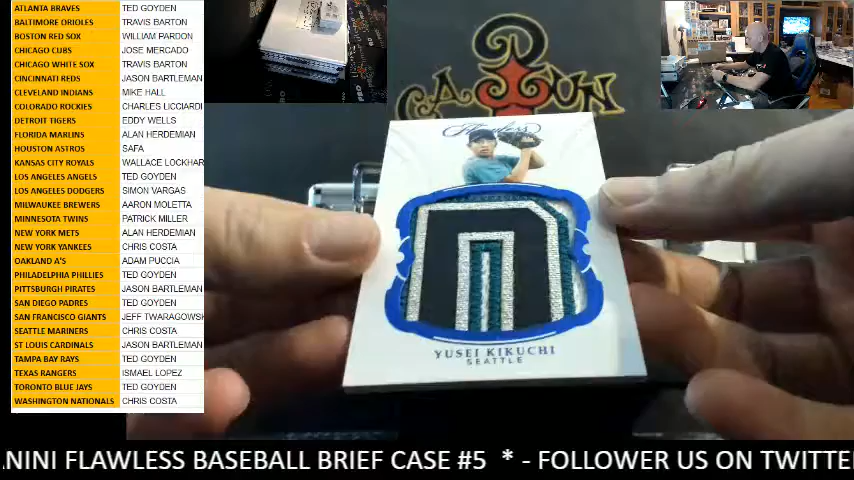 ATLANTA BRAVES TED GOYDEN
BALTIMORE ORIOLES TRAVIS BARTON
BOSTON RED SOX WILLIAM PARDON
CHICAGO CUBS JOSE MERCADO
CHICAGO WHITE SOX TRAVIS BARTON
CINCINNATI REDS JASON BARTLEMAN
CLEVELAND INDIANS MIKE HALL
COLORADO ROCKIES CHARLES LICCIARDI
DETROIT TIGERS EDDY WELLS
FLORIDA MARLINS ALAN HERDEMIAN
HOUSTON ASTROS SAFA
KANSAS CITY ROYALS WALLACE LOCKHAR
LOS ANGELES ANGELS TED GOYDEN
LOS ANGELES DODGERS SIMON VARGAS
MILWAUKEE BREWERS AARON MOLETTA
MINNESOTA TWINS PATRICK MILLER
NEW YORK METS ALAN HERDEMIAN
NEW YORK YANKEES CHRIS COSTA
OAKLAND A'S ADAM PUCCIA
PHILADELPHIA PHILLIES TED GOYDEN
PITTSBURGH PIRATES JASON BARTLEMAN
SAN DIEGO PADRES TED GOYDEN
SAN FRANCISCO GIANTS JEFF TWARAGOWSK
SEATTLE MARINERS CHRIS COSTA
ST LOUIS CARDINALS JASON BARTLEMAN
TAMPA BAY RAYS TED GOYDEN
TEXAS RANGERS ISMAEL LOPEZ
TORONTO BLUE JAYS TED GOYDEN
WASHINGTON NATIONALS CHRIS COSTA
CAJUN
Flawless
YUSEI KIKUCHI
SEATTLE
NINI FLAWLESS BASEBALL BRIEF CASE #5 * - FOLLOWER US ON TWITTE